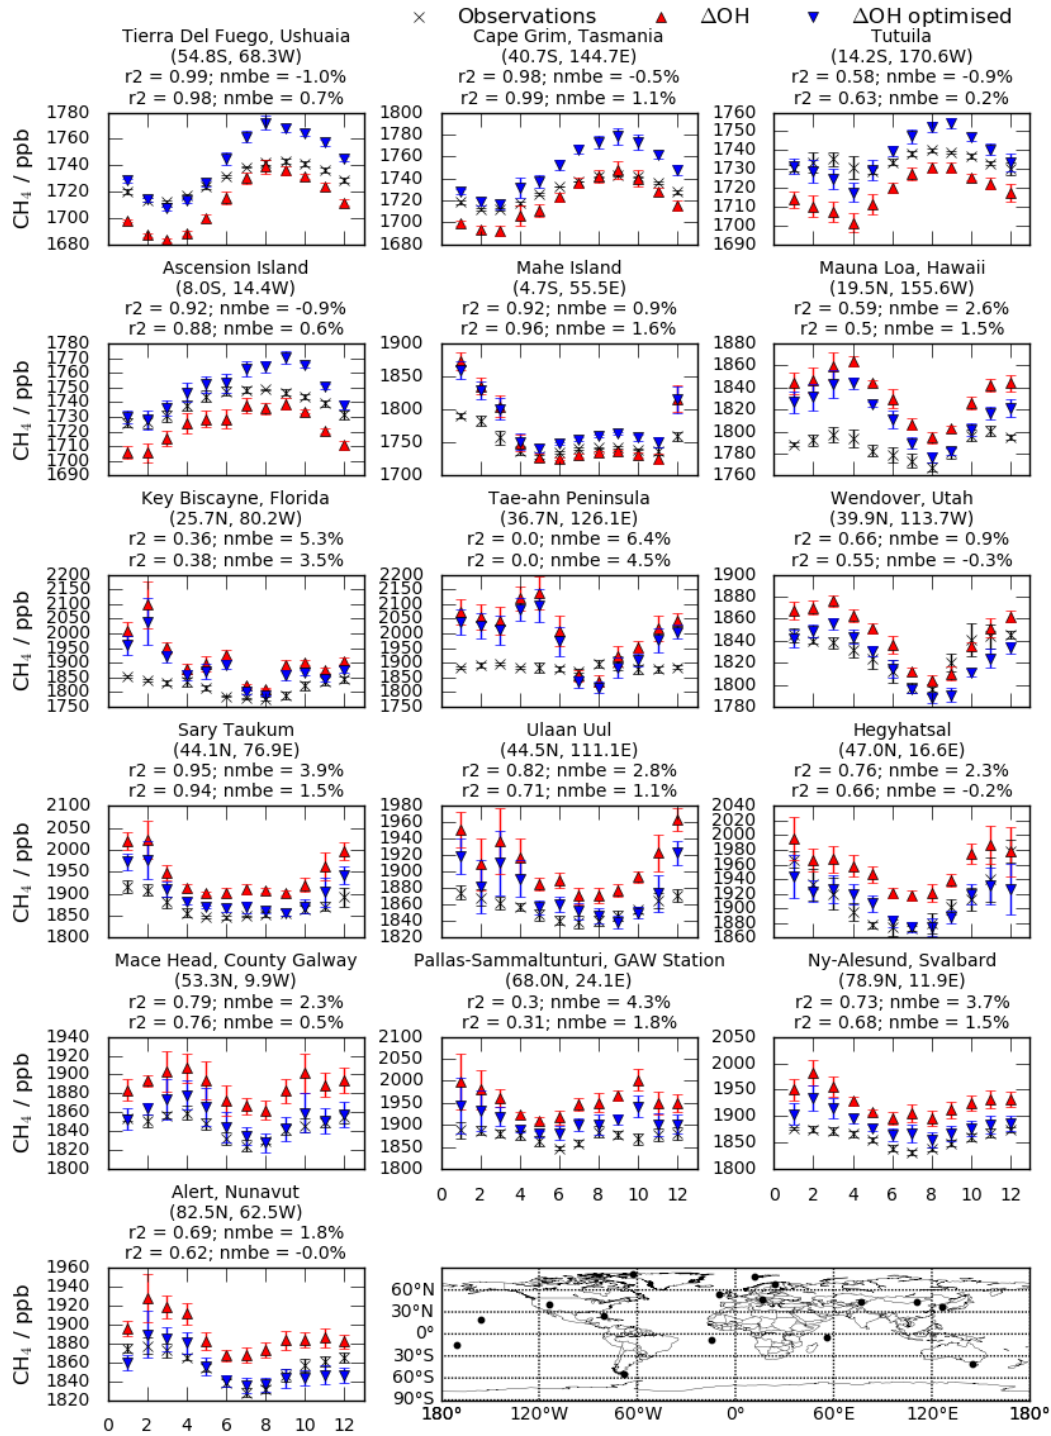 Observations ΔOH ΔOH optimised
Tierra Del Fuego, Ushuaia
(54.8S, 68.3W)
r2 = 0.99; nmbe = -1.0%
r2 = 0.98; nmbe = 0.7%
CH4 / ppb
1780
1760
1740
1720
1700
1680
Cape Grim, Tasmania
(40.7S, 144.7E)
r2 = 0.98; nmbe = -0.5%
r2 = 0.99; nmbe = 1.1%
1800
1780
1760
1740
1720
1700
1680
Tutuila
(14.2S, 170.6W)
r2 = 0.58; nmbe = -0.9%
r2 = 0.63; nmbe = 0.2%
1760
1750
1740
1730
1720
1710
1700
1690
Ascension Island
(8.0S, 14.4W)
r2 = 0.92; nmbe = -0.9%
r2 = 0.88; nmbe = 0.6%
CH4 / ppb
1780
1770
1760
1750
1740
1730
1720
1710
1700
1690
Mahe Island
(4.7S, 55.5E)
r2 = 0.92; nmbe = 0.9%
r2 = 0.96; nmbe = 1.6%
1900
1850
1800
1750
1700
Mauna Loa, Hawaii
(19.5N, 155.6W)
r2 = 0.59; nmbe = 2.6%
r2 = 0.5; nmbe = 1.5%
1880
1860
1840
1820
1800
1780
1760
Key Biscayne, Florida
(25.7N, 80.2W)
r2 = 0.36; nmbe = 5.3%
r2 = 0.38; nmbe = 3.5%
CH4 / ppb
2200
2150
2100
2050
2000
1950
1900
1850
1800
1750
Tae-ahn Peninsula
(36.7N, 126.1E)
r2 = 0.0; nmbe = 6.4%
r2 = 0.0; nmbe = 4.5%
2200
2150
2100
2050
2000
1950
1900
1850
1800
1750
Wendover, Utah
(39.9N, 113.7W)
r2 = 0.66; nmbe = 0.9%
r2 = 0.55; nmbe = -0.3%
1900
1880
1860
1840
1820
1800
1780
Sary Taukum
(44.1N, 76.9E)
r2 = 0.95; nmbe = 3.9%
r2 = 0.94; nmbe = 1.5%
CH4 / ppb
2100
2050
2000
1950
1900
1850
1800
Ulaan Uul
(44.5N, 111.1E)
r2 = 0.82; nmbe = 2.8%
r2 = 0.71; nmbe = 1.1%
1980
1960
1940
1920
1900
1880
1860
1840
1820
Hegyhatsal
(47.0N, 16.6E)
r2 = 0.76; nmbe = 2.3%
r2 = 0.66; nmbe = -0.2%
2040
2020
2000
1980
1960
1940
1920
1900
1880
1860
Mace Head, County Galway
(53.3N, 9.9W)
r2 = 0.79; nmbe = 2.3%
r2 = 0.76; nmbe = 0.5%
CH4 / ppb
1940
1920
1900
1880
1860
1840
1820
1800
Pallas-Sammaltunturi, GAW Station
(68.0N, 24.1E)
r2 = 0.3; nmbe = 4.3%
r2 = 0.31; nmbe = 1.8%
2100
2050
2000
1950
1900
1850
1800
0 2 4 6 8 10 12
Ny-Alesund, Svalbard
(78.9N, 11.9E)
r2 = 0.73; nmbe = 3.7%
r2 = 0.68; nmbe = 1.5%
2050
2000
1950
1900
1850
1800
0 2 4 6 8 10 12
Alert, Nunavut
(82.5N, 62.5W)
r2 = 0.69; nmbe = 1.8%
r2 = 0.62; nmbe = -0.0%
CH4 / ppb
1960
1940
1920
1900
1880
1860
1840
1820
0 2 4 6 8 10 12
60°N
30°N
0°
30°S
60°S
90°S
180° 120°W 60°W 0° 60°E 120°E 180°